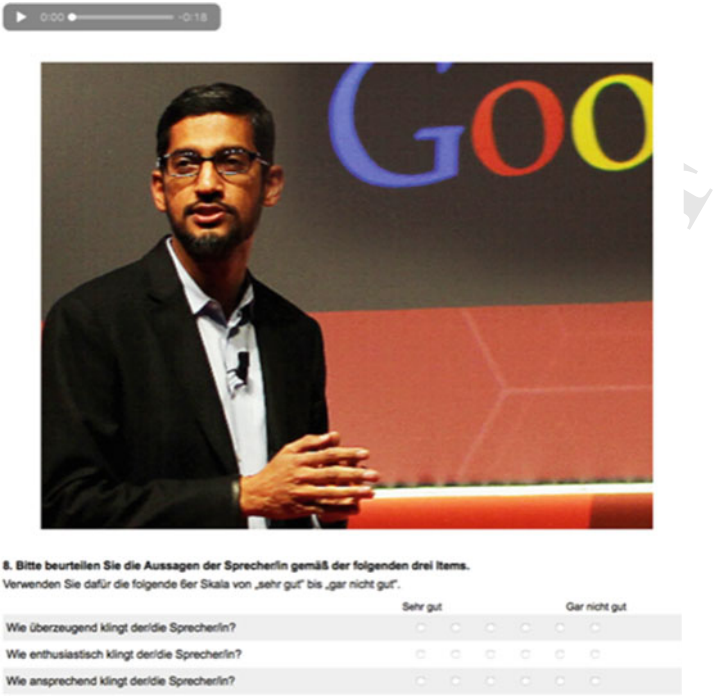 0:00 -0:18
Goo
8. Bitte beurteilen Sie die Aussagen der Sprecher/in gemäß der folgenden drei Items.
Verwenden Sie dafür die folgende 6er Skala von „sehr gut“ bis „gar nicht gut“.
Sehr gut Gar nicht gut
Wie überzeugend klingt der/die Sprecher/in?
Wie enthusiastisch klingt der/die Sprecher/in?
Wie ansprechend klingt der/die Sprecher/in?